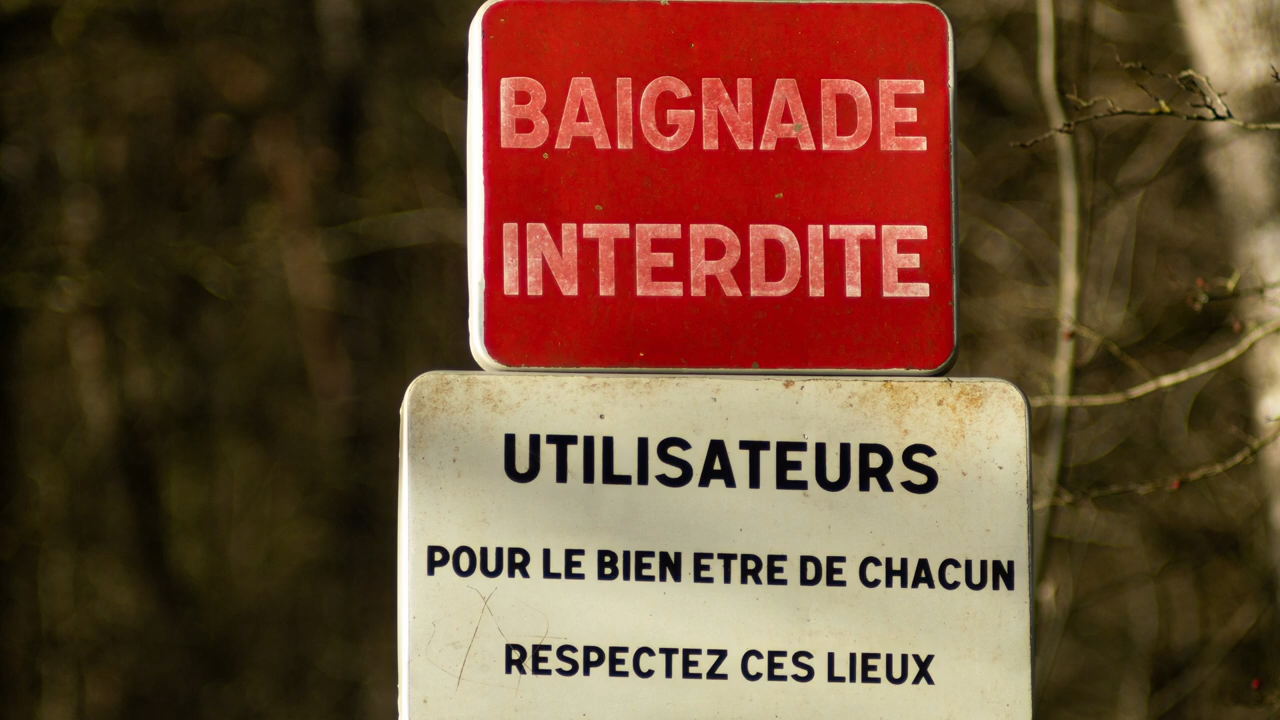 BAIGNADE
INTERDITE
UTILISATEURS
POUR LE BIEN ETRE DE CHACUN
RESPECTEZ CES LIEUX